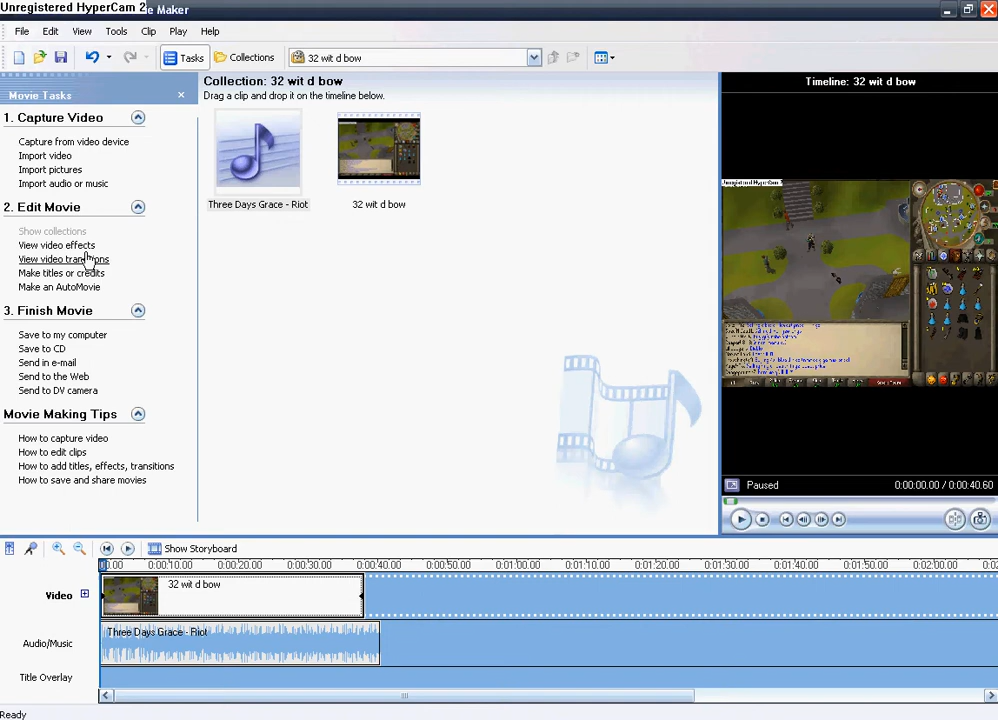 Unregistered HyperCam 2
ie Maker
File Edit View Tools Clip Play Help
Tasks Collections 32 wit d bow
Movie Tasks
1. Capture Video
Capture from video device
Import video
Import pictures
Import audio or music
2. Edit Movie
Show collections
View video effects
View video transitions
Make titles or credits
Make an AutoMovie
3. Finish Movie
Save to my computer
Save to CD
Send in e-mail
Send to the Web
Send to DV camera
Movie Making Tips
How to capture video
How to edit clips
How to add titles, effects, transitions
How to save and share movies
Collection: 32 wit d bow
Drag a clip and drop it on the timeline below.
Three Days Grace - Riot
32 wit d bow
Timeline: 32 wit d bow
Unregistered HyperCam 2
Paused 0:00:00.00 / 0:00:40.60
Show Storyboard
0.00 0:00:10.00 0:00:20.00 0:00:30.00 0:00:40.00 0:00:50.00 0:01:00.00 0:01:10.00 0:01:20.00 0:01:30.00 0:01:40.00 0:01:50.00 0:02:00.00
Video
32 wit d bow
Audio/Music
Three Days Grace - Riot
Title Overlay
Ready